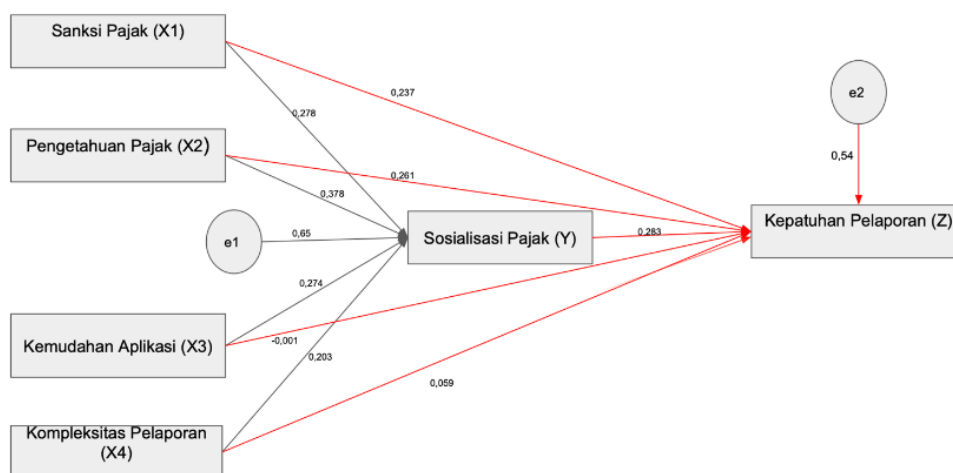 Sanksi Pajak (X1)
e2
0,237
0,278
Pengetahuan Pajak (X2)
0,54
0,261
0,378
Kepatuhan Pelaporan (Z)
e1
0,65
Sosialisasi Pajak (Y)
0,283
0,274
Kemudahan Aplikasi (X3)
-0,001
0,203
0,059
Kompleksitas Pelaporan
(X4)